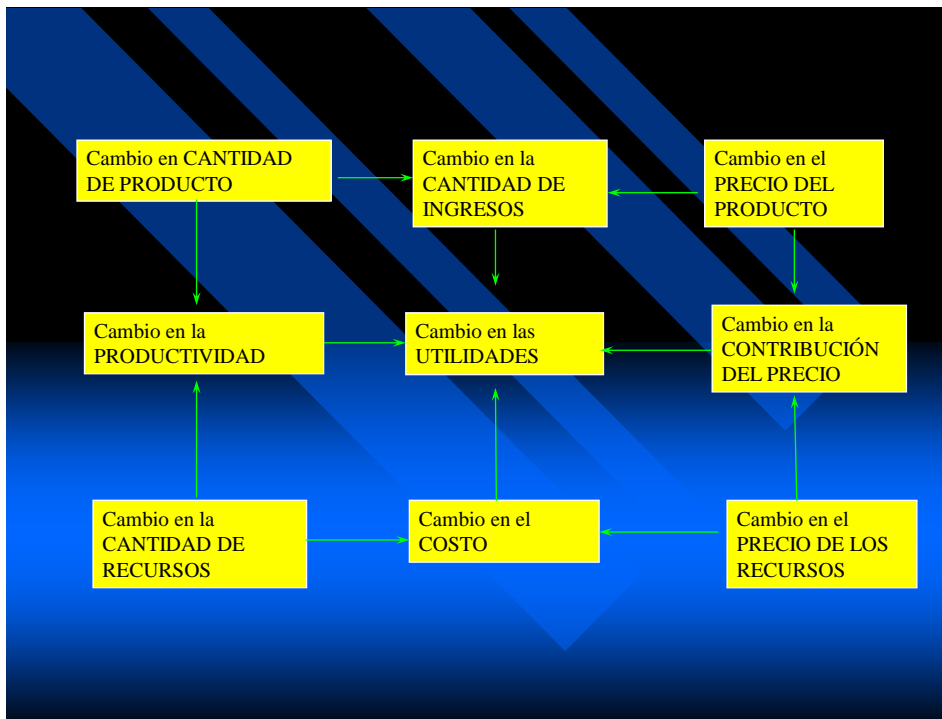 Cambio en CANTIDAD
DE PRODUCTO
Cambio en la
CANTIDAD DE
INGRESOS
Cambio en el
PRECIO DEL
PRODUCTO
Cambio en la
PRODUCTIVIDAD
Cambio en las
UTILIDADES
Cambio en la
CONTRIBUCIÓN
DEL PRECIO
Cambio en la
CANTIDAD DE
RECURSOS
Cambio en el
COSTO
Cambio en el
PRECIO DE LOS
RECURSOS